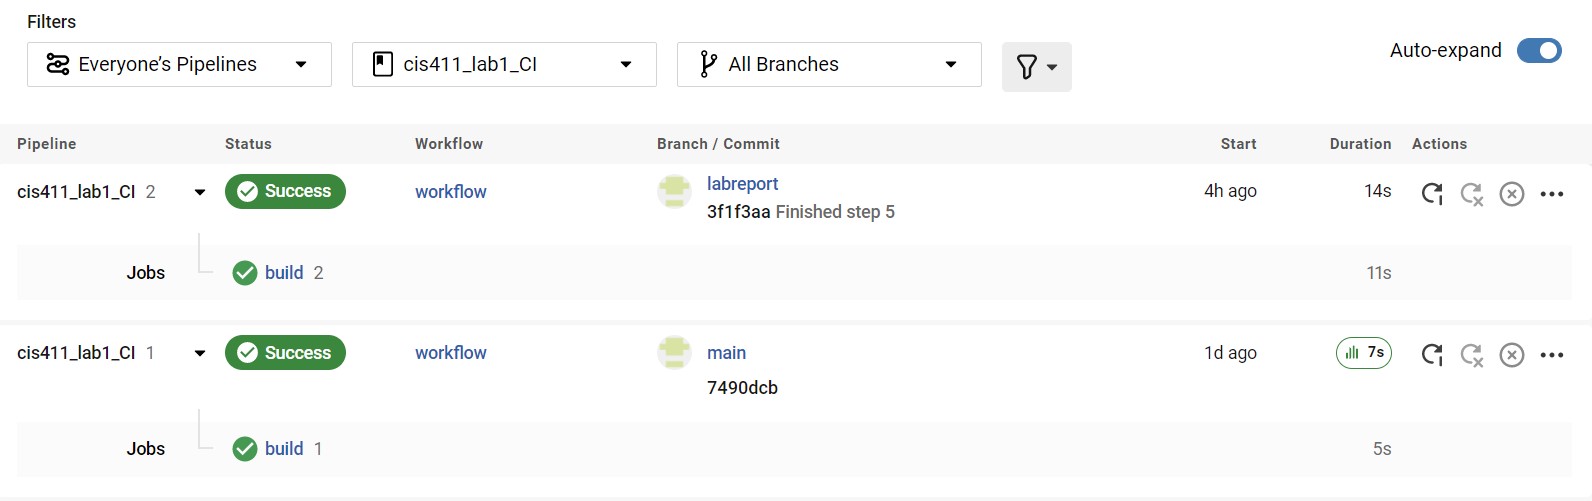 Filters
Everyone's Pipelines
cis411_lab1_CI
All Branches
Auto-expand
Pipeline Status Workflow Branch / Commit Start Duration Actions
cis411_lab1_CI 2 Success workflow labreport 4h ago 14s
3f1f3aa Finished step 5
Jobs build 2 11s
cis411_lab1_CI 1 Success workflow main 1d ago 7s
7490dcb
Jobs build 1 5s